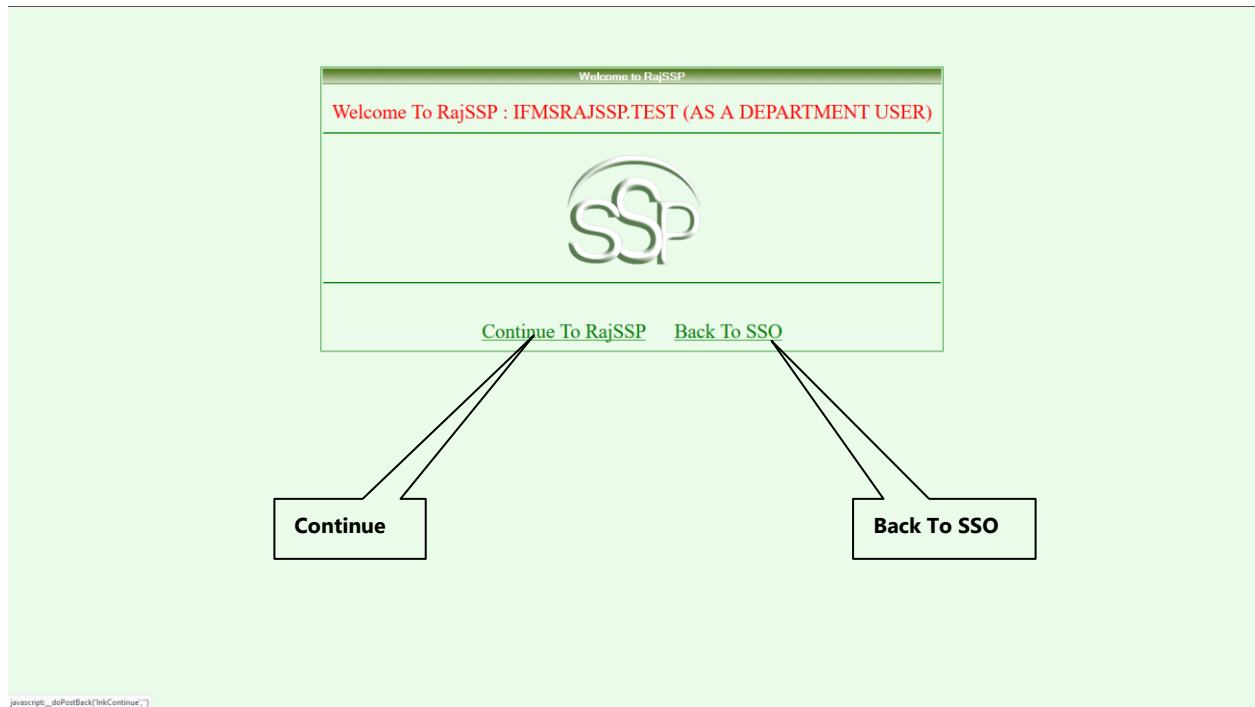 Welcome to RajSSP
Welcome To RajSSP : IFMSRAJSSP.TEST (AS A DEPARTMENT USER)
SSP
Continue To RajSSP Back To SSO
Continue
Back To SSO
javascript:__doPostBack('lnkContinue','')